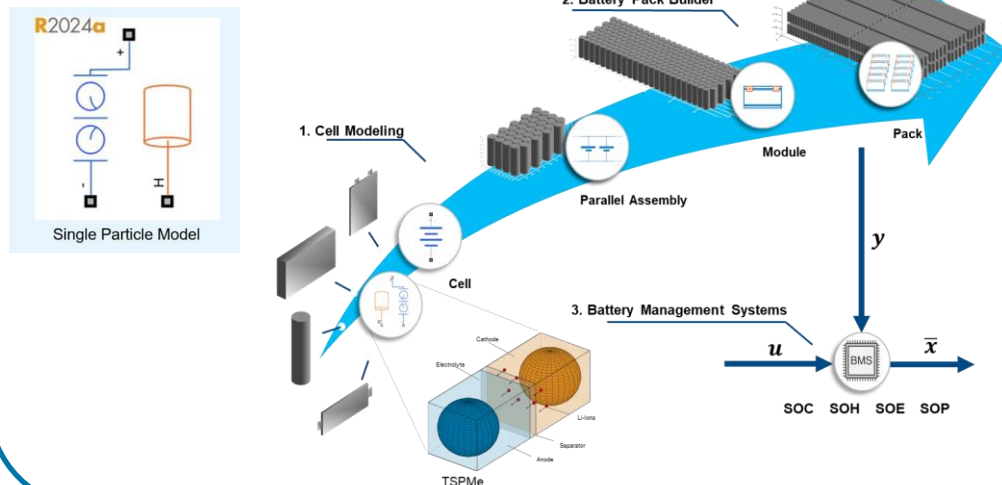 R2024a
+
-
H
Single Particle Model
2. Battery Pack Builder
1. Cell Modeling
Pack
Module
Parallel Assembly
Cell
y
3. Battery Management Systems
u
BMS
x̅
SOC SOH SOE SOP
Cathode
Electrolyte
Li-Ions
Separator
Anode
TSPMe